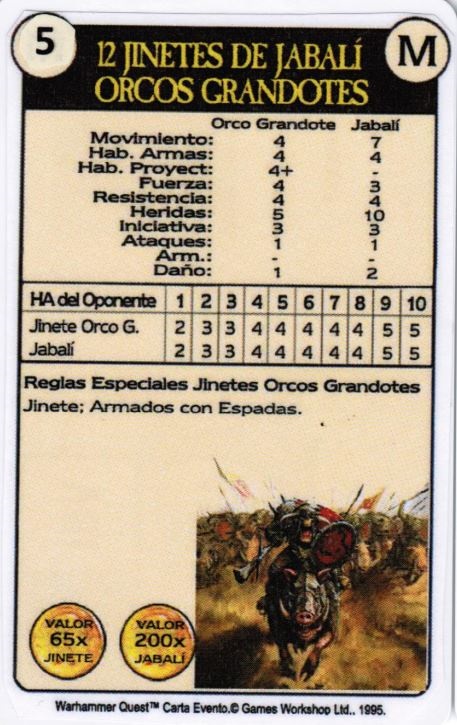 5
M
12 JINETES DE JABALÍ
ORCOS GRANDOTES
Orco Grandote Jabalí
Movimiento: 4 7
Hab. Armas: 4 4
Hab. Proyect: 4+ -
Fuerza: 4 3
Resistencia: 4 4
Heridas: 5 10
Iniciativa: 3 3
Ataques: 1 1
Arm.: - -
Daño: 1 2
HA del Oponente 1 2 3 4 5 6 7 8 9 10
Jinete Orco G. 2 3 3 4 4 4 4 4 5 5
Jabalí 2 3 3 4 4 4 4 4 5 5
Reglas Especiales Jinetes Orcos Grandotes
Jinete; Armados con Espadas.
VALOR
65x
JINETE
VALOR
200x
JABALÍ
Warhammer Quest™ Carta Evento.© Games Workshop Ltd.. 1995.